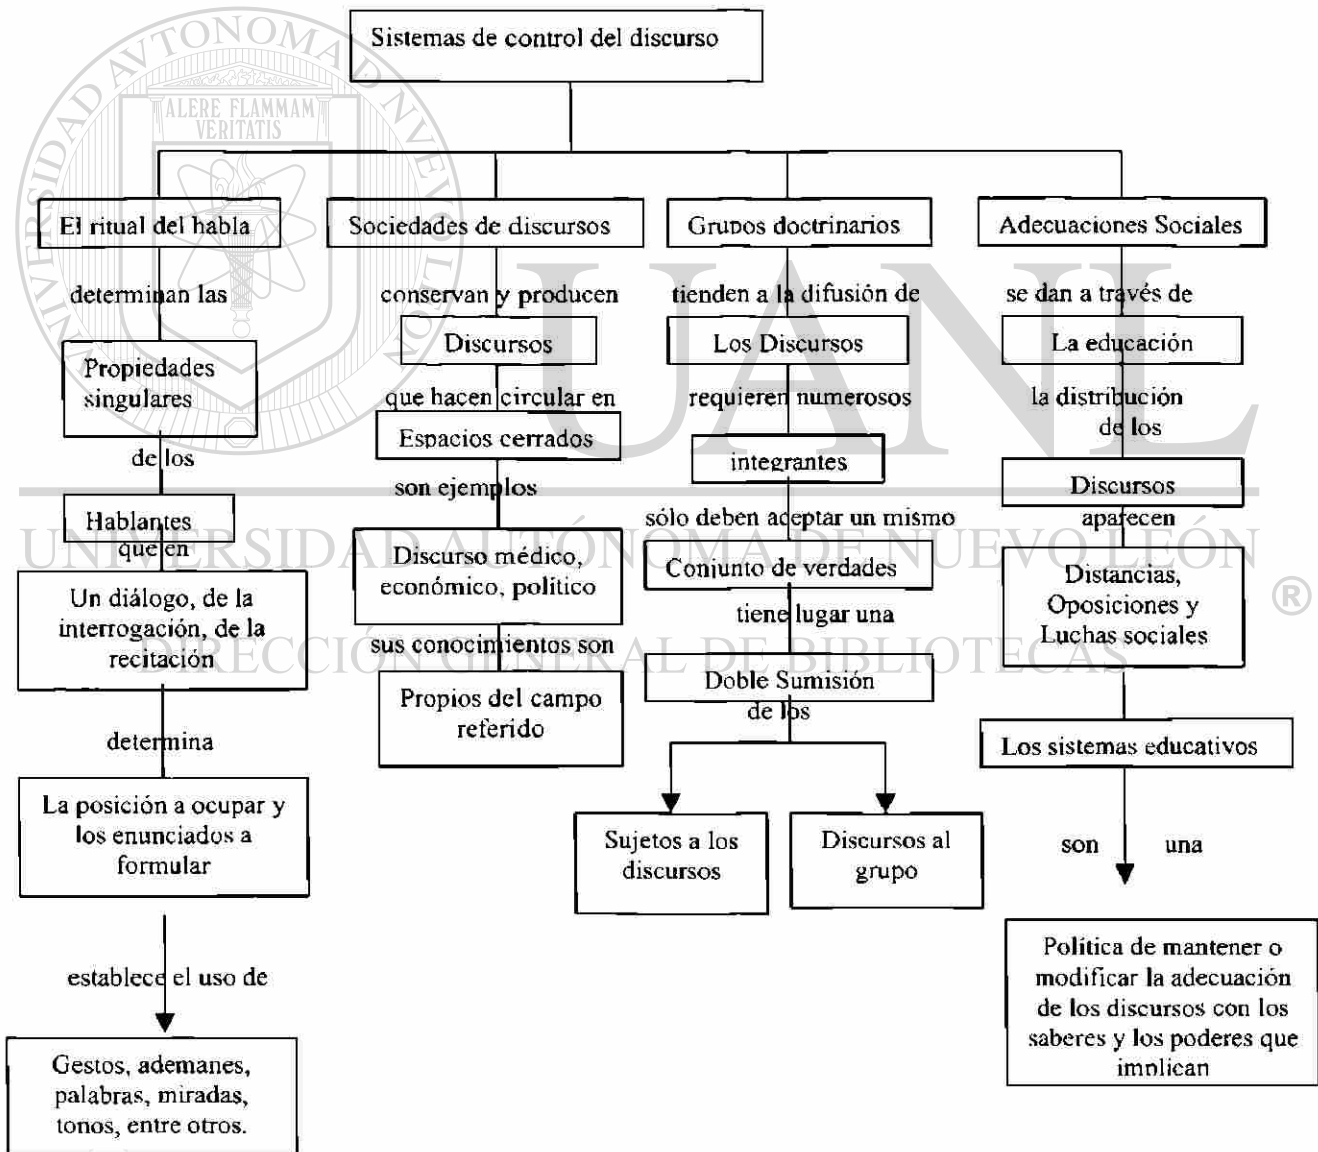 Sistemas de control del discurso
El ritual del habla
determinan las
Propiedades
singulares
de los
Hablantes
que en
Un diálogo, de la
interrogación, de la
recitación
determina
La posición a ocupar y
los enunciados a
formular
establece el uso de
Gestos, ademanes,
palabras, miradas,
tonos, entre otros.
Sociedades de discursos
conservan y producen
Discursos
que hacen circular en
Espacios cerrados
son ejemplos
Discurso médico,
económico, político
sus conocimientos son
Propios del campo
referido
Grupos doctrinarios
tienden a la difusión de
Los Discursos
requieren numerosos
integrantes
sólo deben aceptar un mismo
Conjunto de verdades
tiene lugar una
Doble Sumisión
de los
Sujetos a los
discursos
Discursos al
grupo
Adecuaciones Sociales
se dan a través de
La educación
la distribución
de los
Discursos
aparecen
Distancias,
Oposiciones y
Luchas sociales
Los sistemas educativos
son una
Política de mantener o
modificar la adecuación
de los discursos con los
saberes y los poderes que
implican
UNIVERSIDAD AUTONOMA DE NUEVO LEON
ALERE FLAMMAM
VERITATIS
UANL
UNIVERSIDAD AUTÓNOMA DE NUEVO LEÓN
®
DIRECCIÓN GENERAL DE BIBLIOTECAS